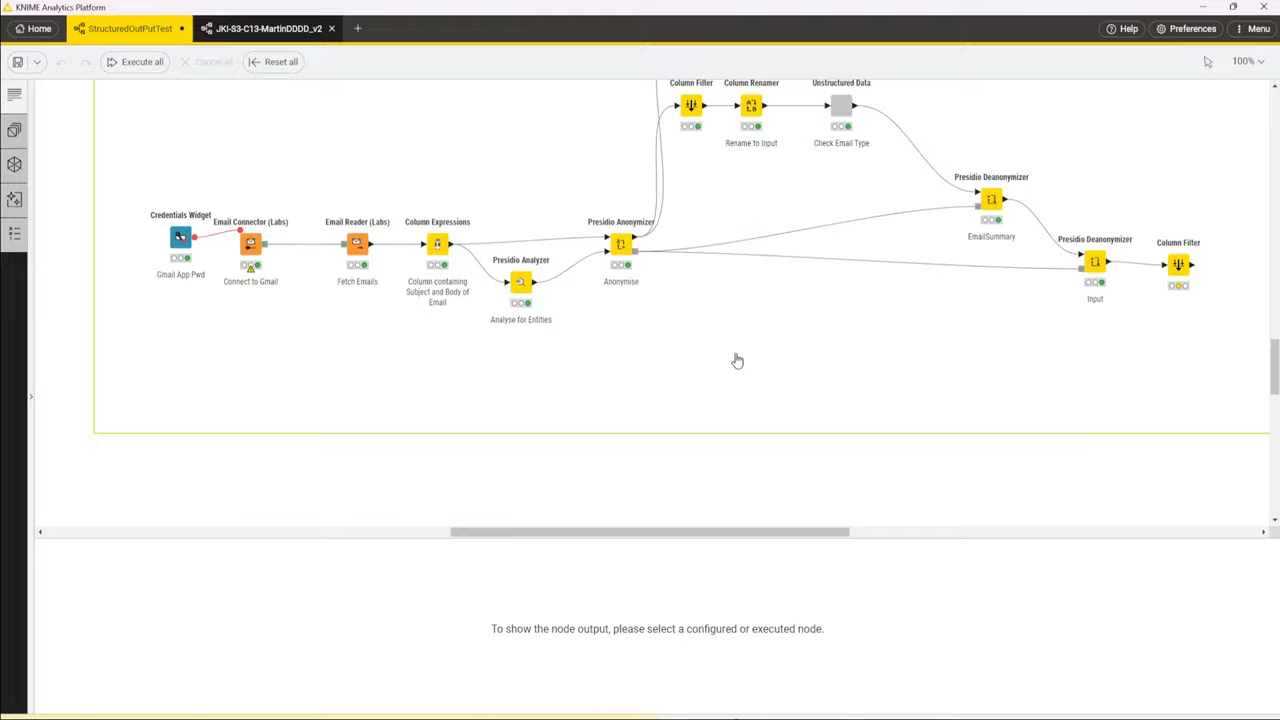 KNIME Analytics Platform
Home
StructuredOutPutTest
JKI-S3-C13-MartinDDDD_v2
Help
Preferences
Menu
Execute all
Cancel all
Reset all
100%
Column Filter
Column Renamer
Unstructured Data
Rename to Input
Check Email Type
Presidio Deanonymizer
EmailSummary
Credentials Widget
Email Connector (Labs)
Email Reader (Labs)
Column Expressions
Presidio Anonymizer
Presidio Deanonymizer
Column Filter
Presidio Analyzer
Gmail App Pwd
Connect to Gmail
Fetch Emails
Column containing
Subject and Body of
Email
Anonymise
Input
Analyse for Entities
To show the node output, please select a configured or executed node.